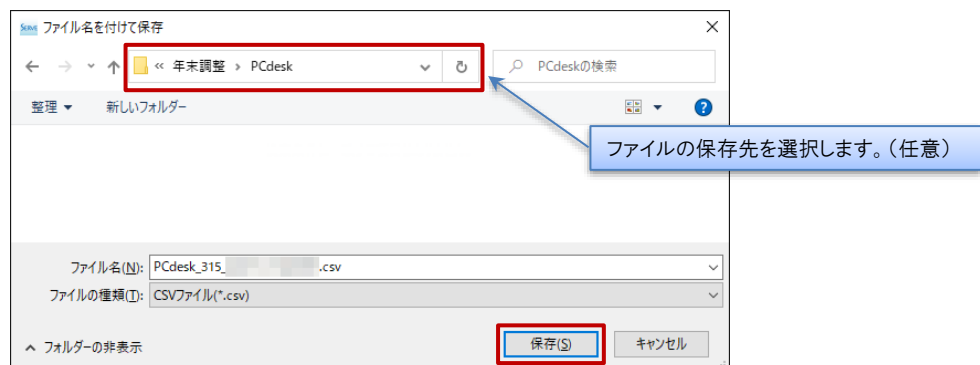 SERVE ファイル名を付けて保存
« 年末調整 › PCdesk
PCdeskの検索
整理
新しいフォルダー
ファイルの保存先を選択します。（任意）
ファイル名(N): PCdesk_315_ .csv
ファイルの種類(T): CSVファイル(*.csv)
フォルダーの非表示
保存(S)
キャンセル